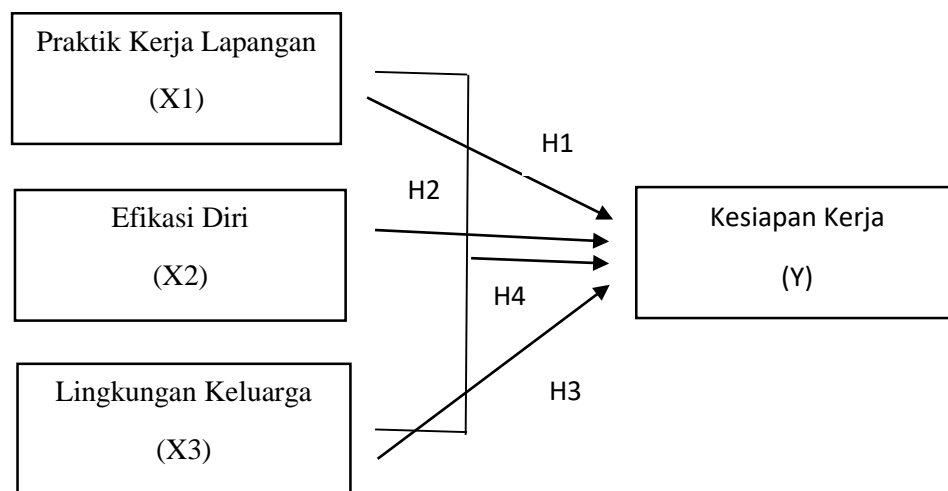 Praktik Kerja Lapangan
(X1)
H1
H2
Efikasi Diri
(X2)
Kesiapan Kerja
(Y)
H4
Lingkungan Keluarga
(X3)
H3